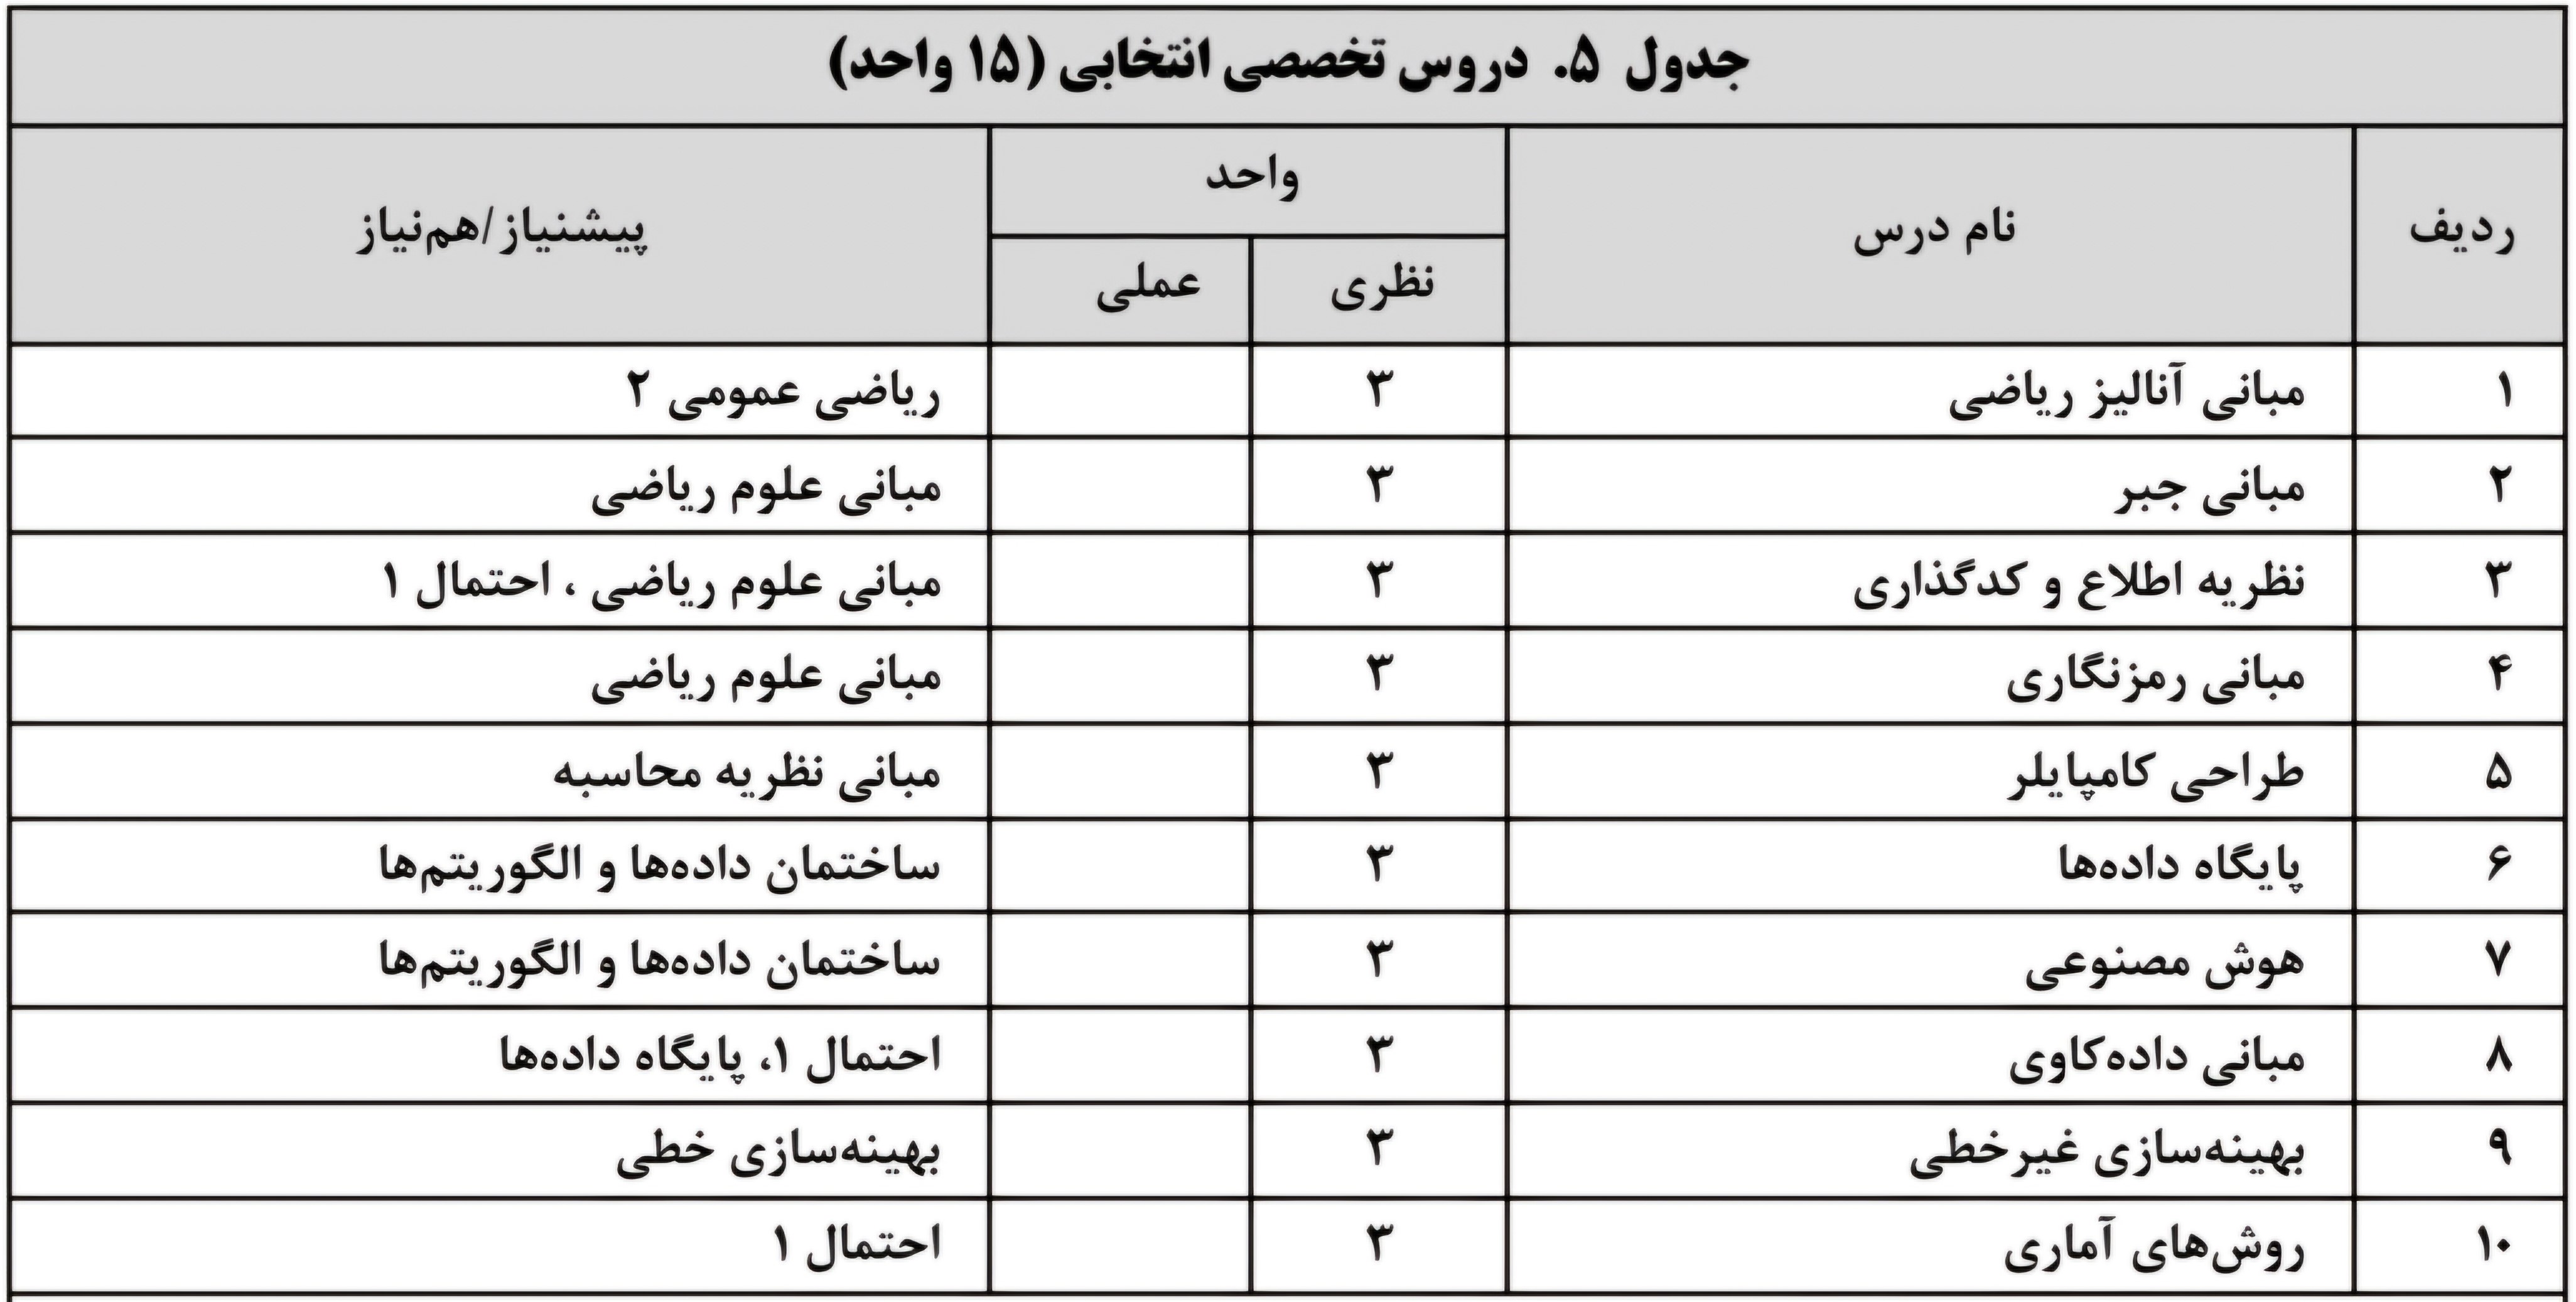 جدول ۵. دروس تخصصی انتخابی (۱۵ واحد)
ردیف نام درس واحد پیشنیاز/هم‌نیاز
نظری عملی
۱ مبانی آنالیز ریاضی ۳ ریاضی عمومی ۲
۲ مبانی جبر ۳ مبانی علوم ریاضی
۳ نظریه اطلاع و کدگذاری ۳ مبانی علوم ریاضی ، احتمال ۱
۴ مبانی رمزنگاری ۳ مبانی علوم ریاضی
۵ طراحی کامپایلر ۳ مبانی نظریه محاسبه
۶ پایگاه داده‌ها ۳ ساختمان داده‌ها و الگوریتم‌ها
۷ هوش مصنوعی ۳ ساختمان داده‌ها و الگوریتم‌ها
۸ مبانی داده‌کاوی ۳ احتمال ۱، پایگاه داده‌ها
۹ بهینه‌سازی غیرخطی ۳ بهینه‌سازی خطی
۱۰ روش‌های آماری ۳ احتمال ۱